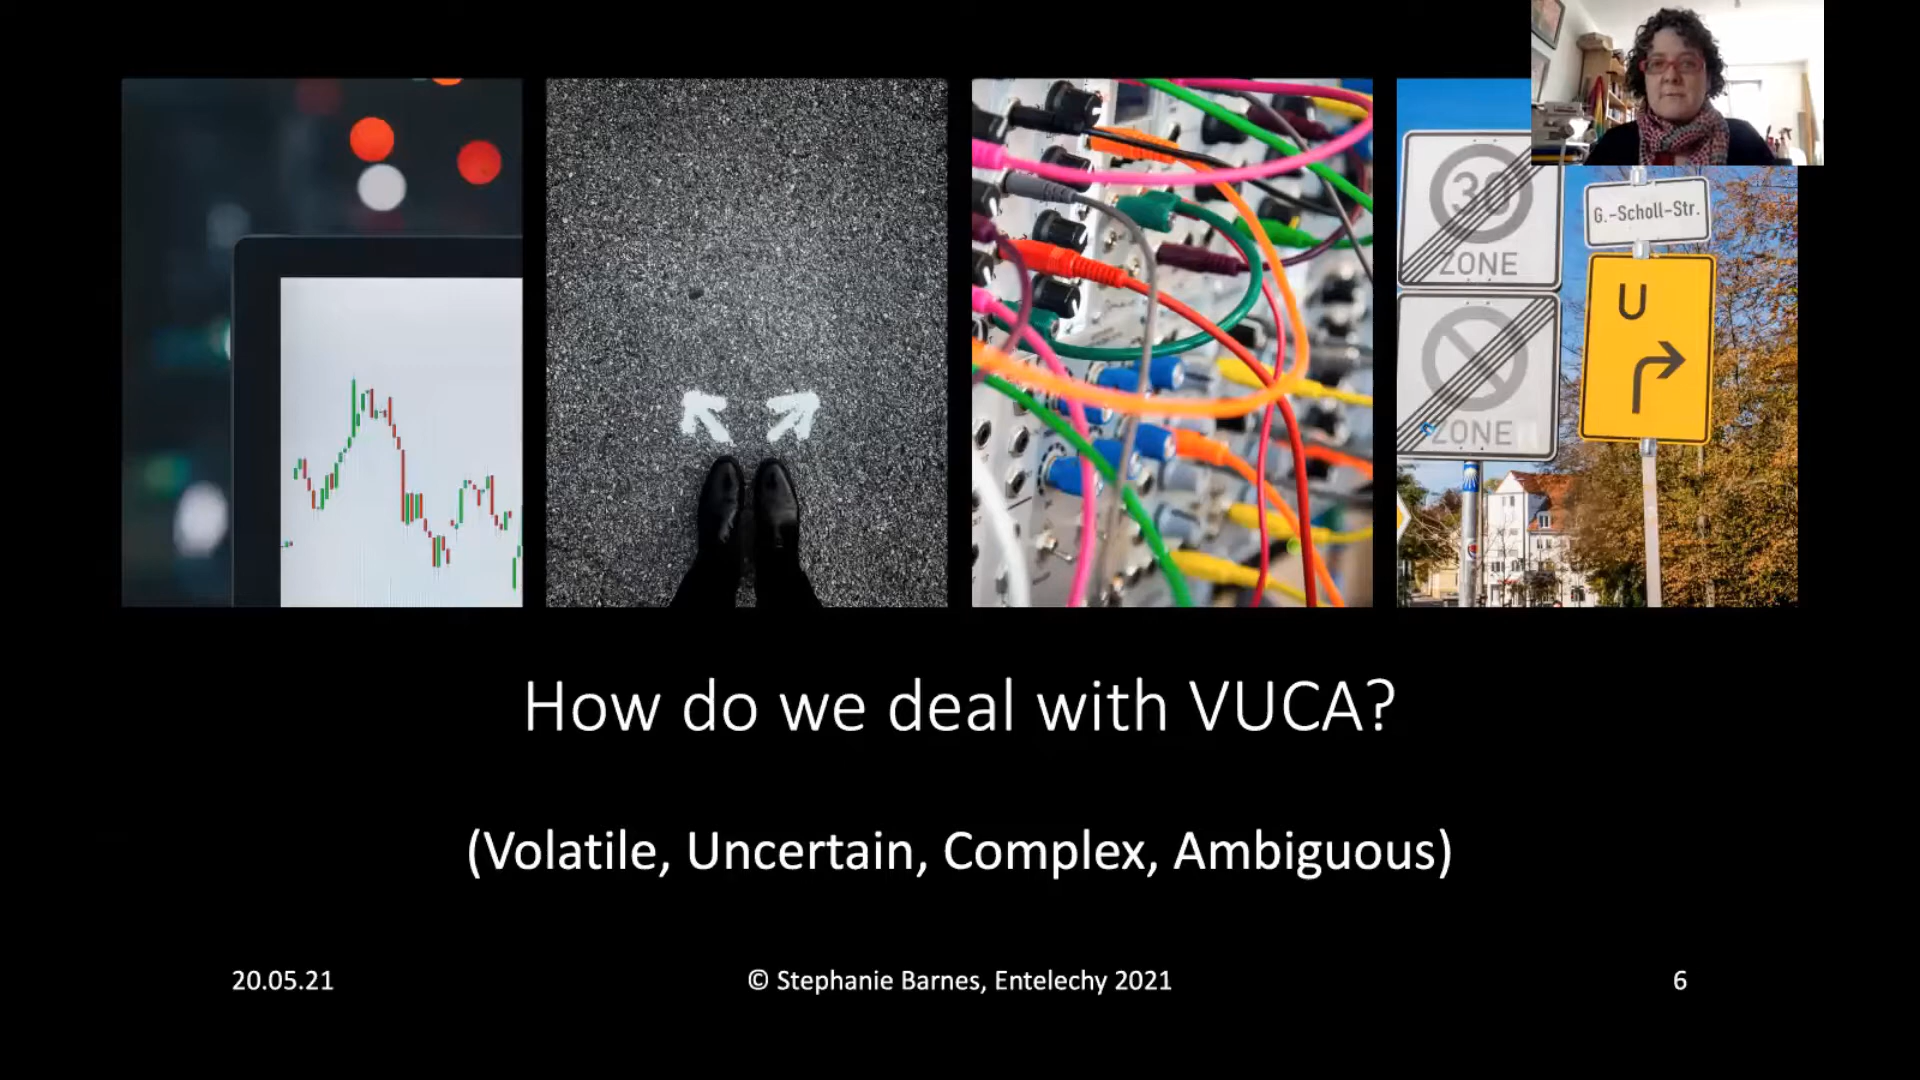 30
ZONE
ZONE
G.-Scholl-Str.
U
How do we deal with VUCA?
(Volatile, Uncertain, Complex, Ambiguous)
20.05.21
© Stephanie Barnes, Entelechy 2021
6